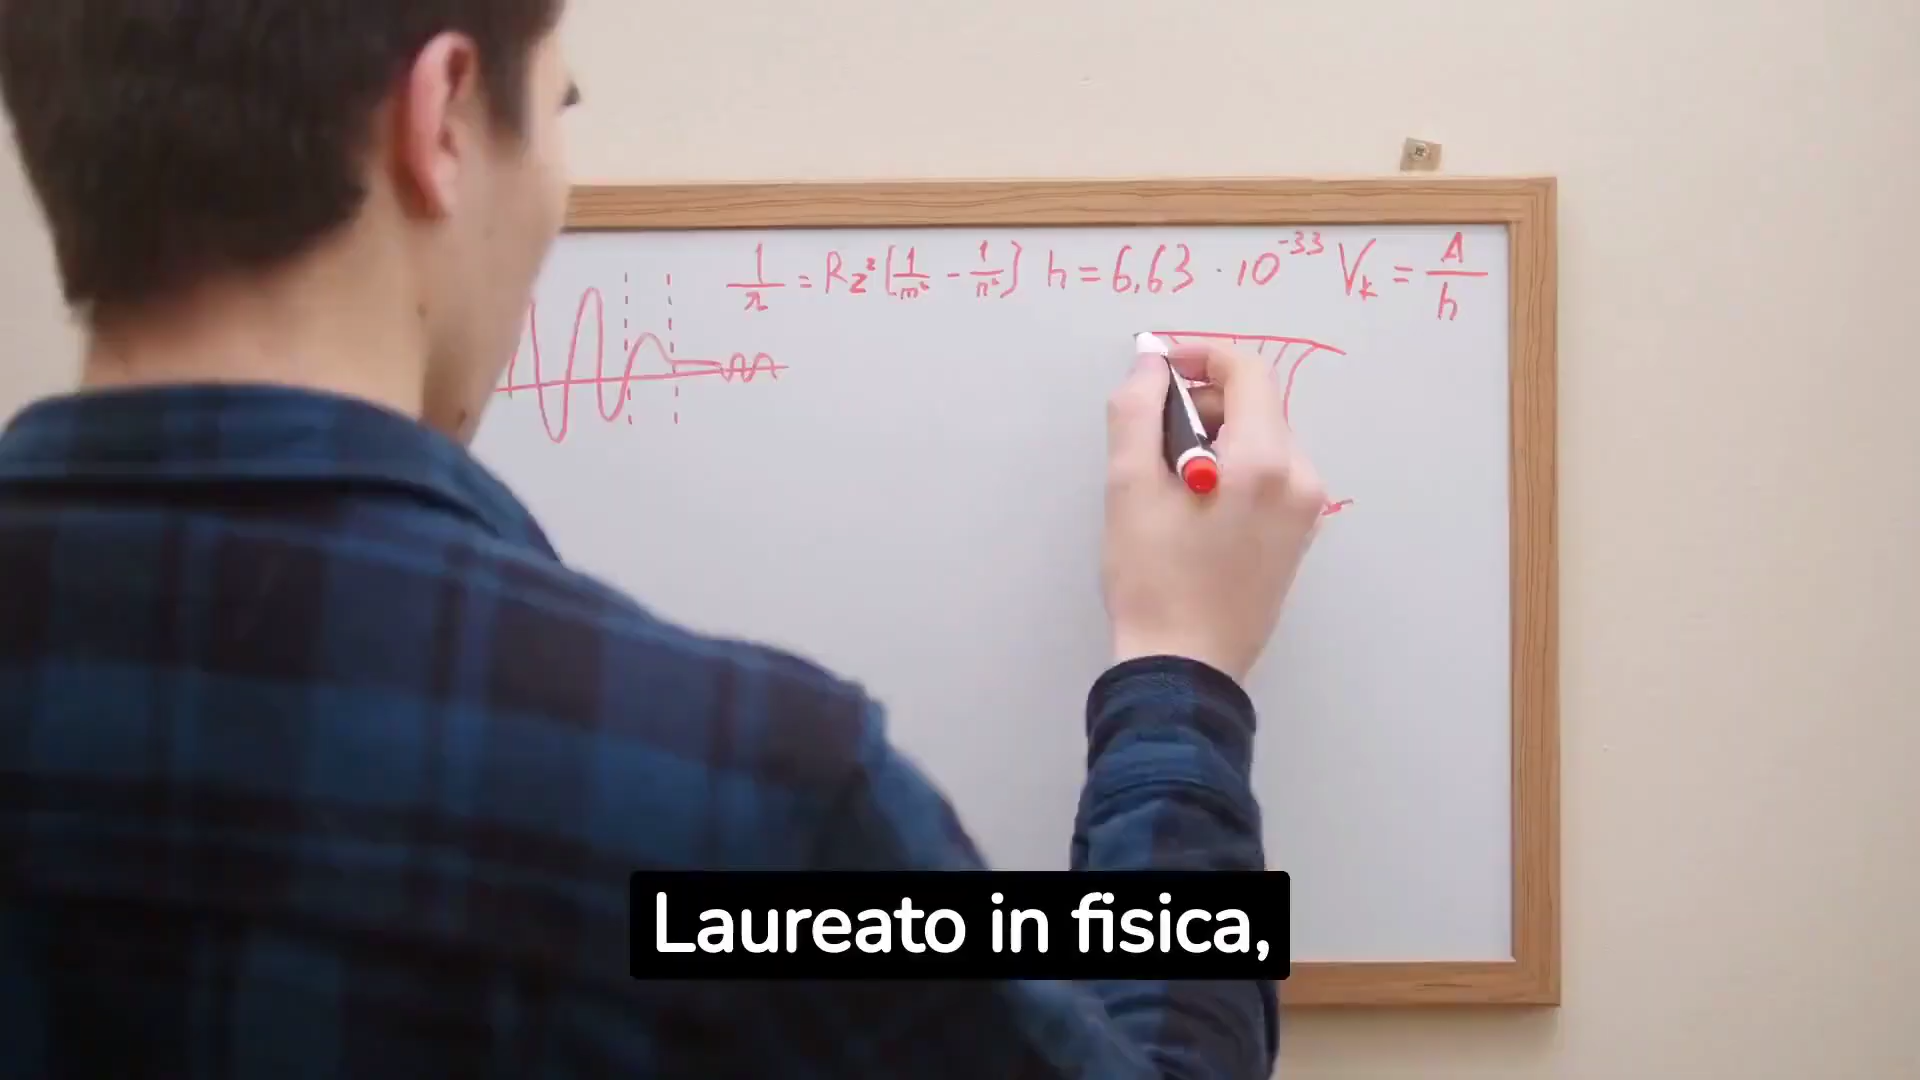 1/λ = Rz²(1/m² - 1/n²) h = 6,63 · 10⁻³³ Vₖ = A/h
Laureato in fisica,